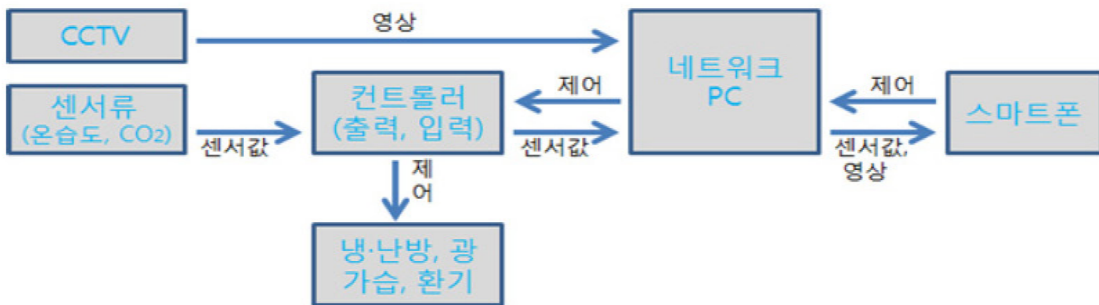 CCTV
영상
네트워크
PC
센서류
(온습도, CO₂)
센서값
컨트롤러
(출력, 입력)
제어
센서값
제어
스마트폰
센서값,
영상
제
어
냉·난방, 광
가습, 환기